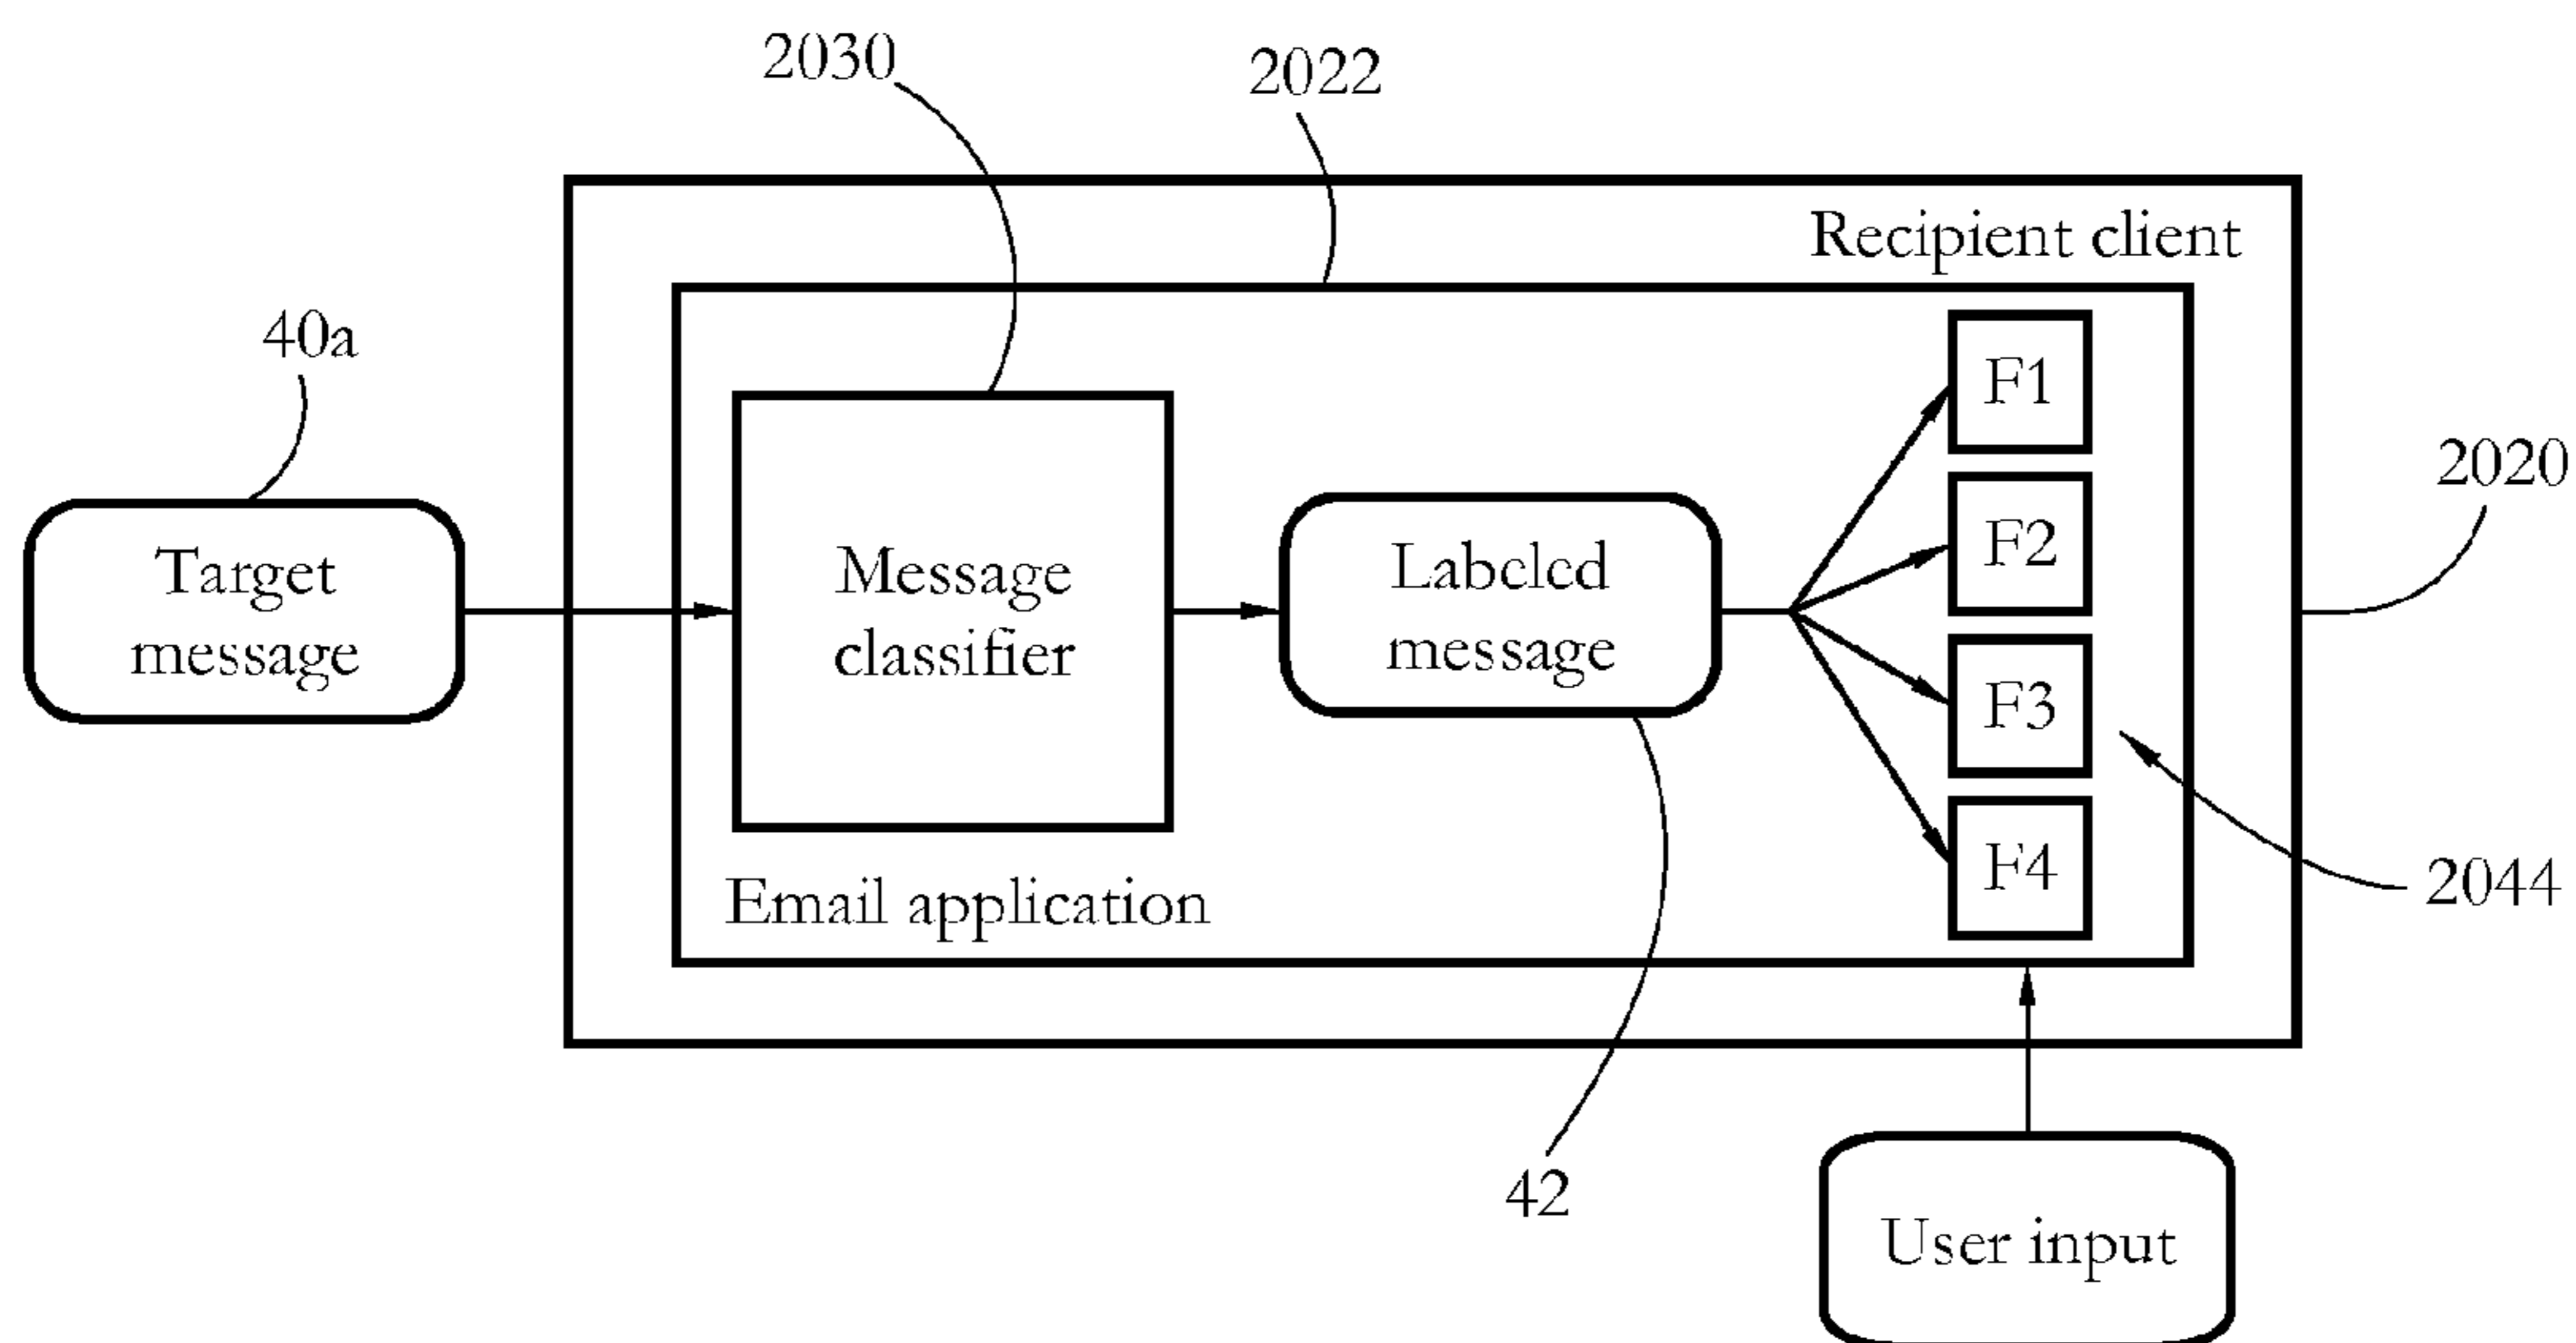 2030
2022
Recipient client
40a
F1
2020
F2
Target
message
Message
classifier
Labeled
message
F3
F4
2044
Email application
42
User input